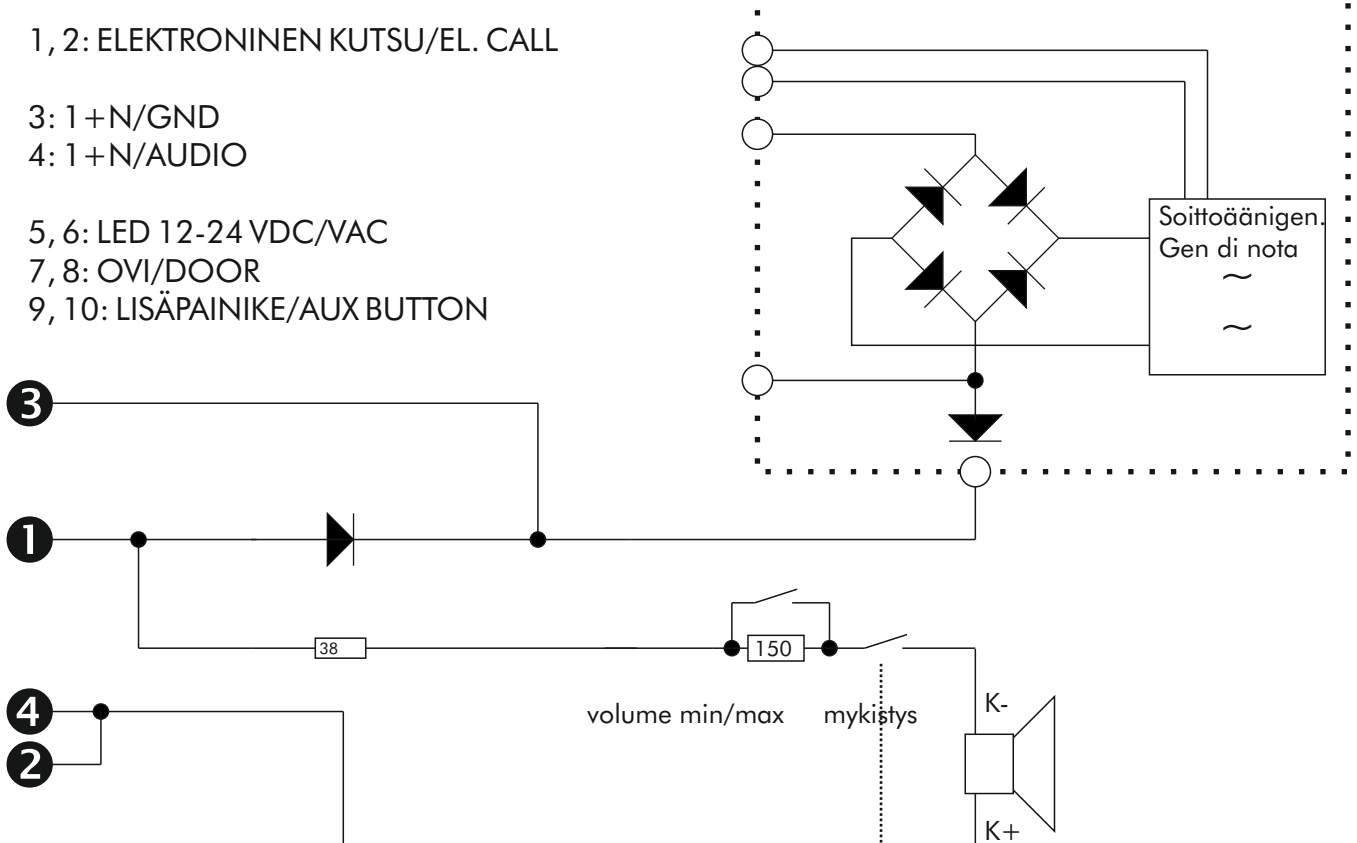 1, 2: ELEKTRONINEN KUTSU/EL. CALL
3: 1+N/GND
4: 1+N/AUDIO
5, 6: LED 12-24 VDC/VAC
7, 8: OVI/DOOR
9, 10: LISÄPAINIKE/AUX BUTTON
Soittoäänigen.
Gen di nota
~
~
3
1
38
150
volume min/max
mykistys
K-
4
2
K+